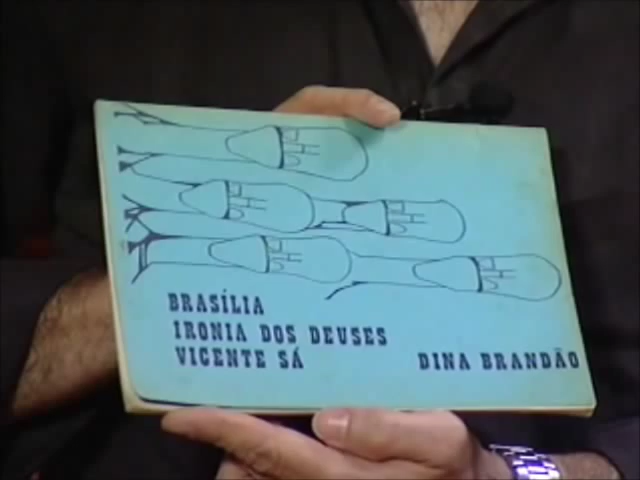 BRASÍLIA
IRONIA DOS DEUSES
VICENTE SÁ
DINA BRANDÃO